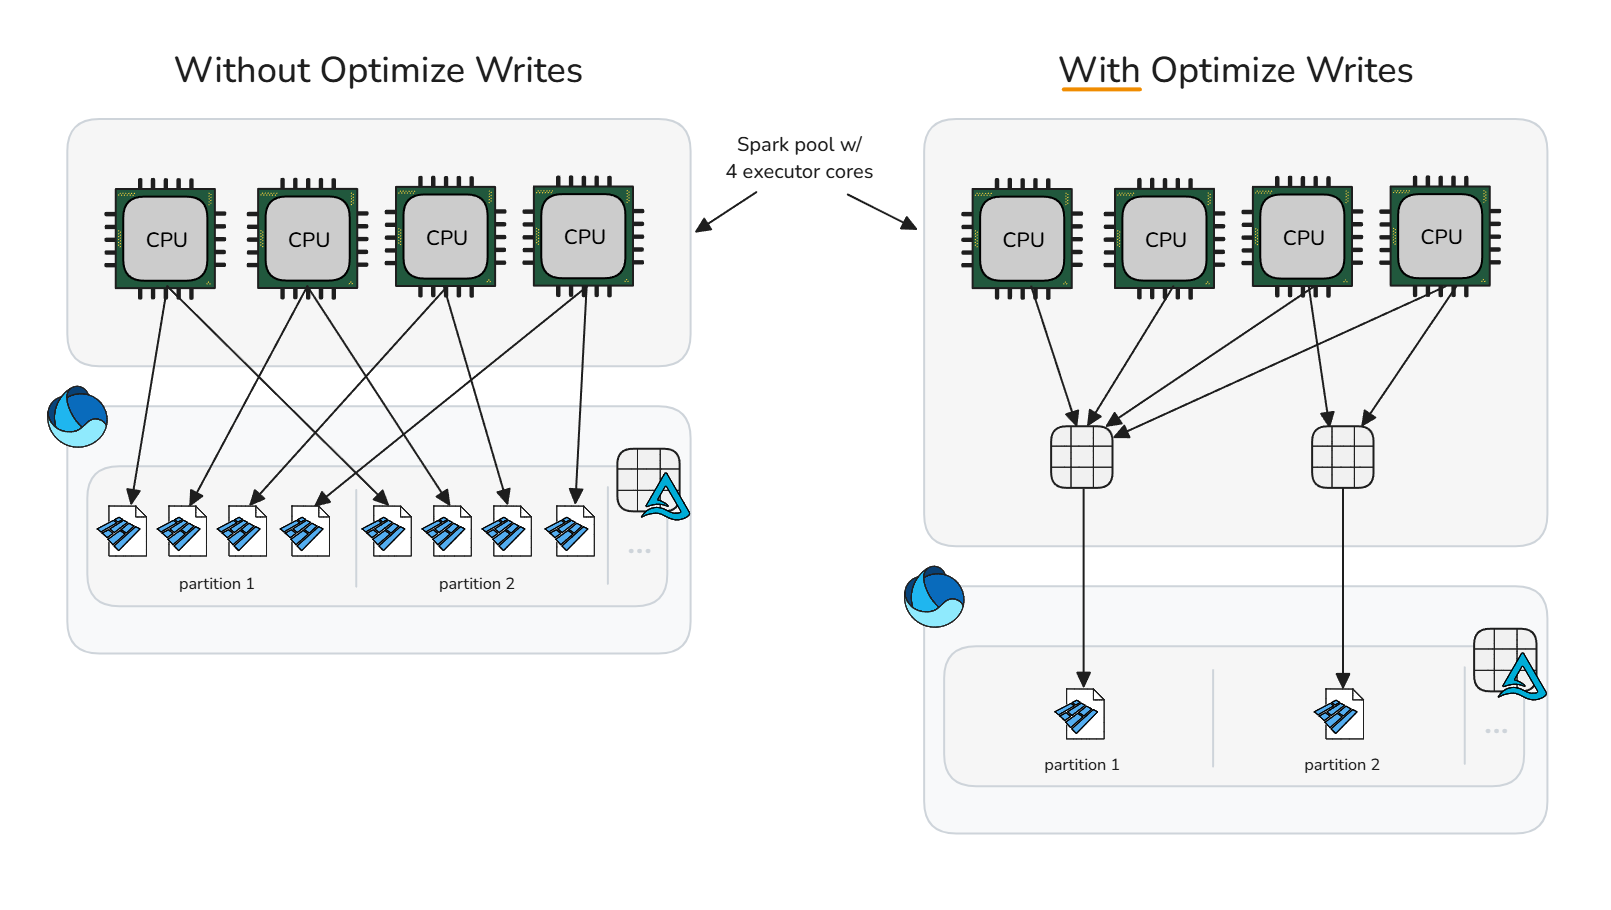 Without Optimize Writes
With Optimize Writes
Spark pool w/
4 executor cores
CPU
CPU
CPU
CPU
CPU
CPU
CPU
CPU
partition 1
partition 2
...
partition 1
partition 2
...